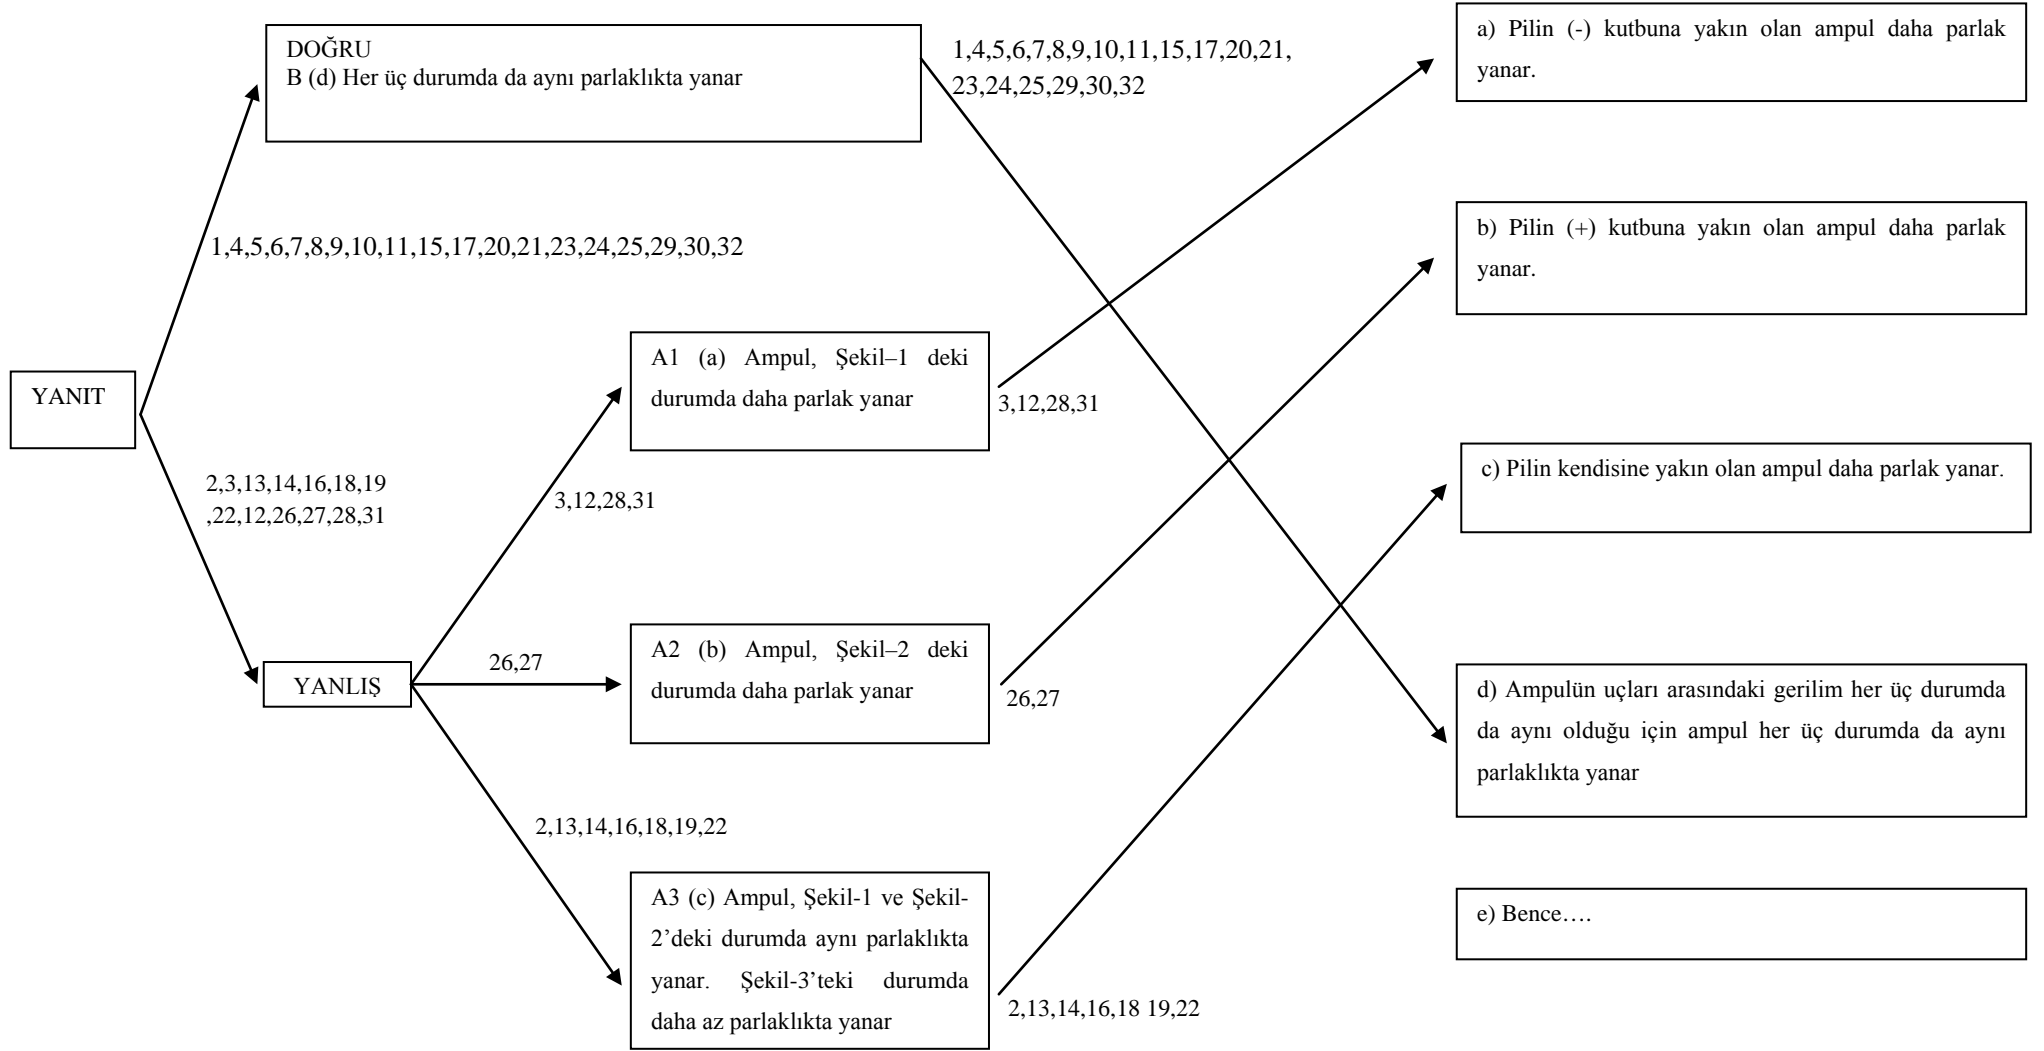 YANIT
DOĞRU
B (d) Her üç durumda da aynı parlaklıkta yanar
1,4,5,6,7,8,9,10,11,15,17,20,21,23,24,25,29,30,32
2,3,13,14,16,18,19
,22,12,26,27,28,31
YANLIŞ
3,12,28,31
26,27
2,13,14,16,18,19,22
A1 (a) Ampul, Şekil–1 deki
durumda daha parlak yanar
A2 (b) Ampul, Şekil–2 deki
durumda daha parlak yanar
A3 (c) Ampul, Şekil-1 ve Şekil-
2’deki durumda aynı parlaklıkta
yanar. Şekil-3’teki durumda
daha az parlaklıkta yanar
1,4,5,6,7,8,9,10,11,15,17,20,21,
23,24,25,29,30,32
3,12,28,31
26,27
2,13,14,16,18 19,22
a) Pilin (-) kutbuna yakın olan ampul daha parlak
yanar.
b) Pilin (+) kutbuna yakın olan ampul daha parlak
yanar.
c) Pilin kendisine yakın olan ampul daha parlak yanar.
d) Ampulün uçları arasındaki gerilim her üç durumda
da aynı olduğu için ampul her üç durumda da aynı
parlaklıkta yanar
e) Bence….